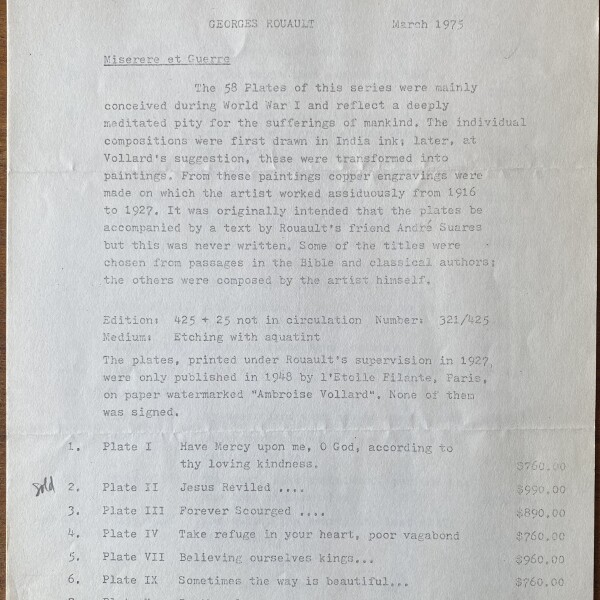 GEORGES ROUAULT March 1975
Miserere et Guerre
The 58 Plates of this series were mainly
conceived during World War I and reflect a deeply
meditated pity for the sufferings of mankind. The individual
compositions were first drawn in India ink; later, at
Vollard's suggestion, these were transformed into
paintings. From these paintings copper engravings were
made on which the artist worked assiduously from 1916
to 1927. It was originally intended that the plates be
accompanied by a text by Rouault's friend André Suares
but this was never written. Some of the titles were
chosen from passages in the Bible and classical authors;
the others were composed by the artist himself.
Edition: 425 + 25 not in circulation Number: 321/425
Medium: Etching with aquatint
The plates, printed under Rouault's supervision in 1927,
were only published in 1948 by l'Etoile Filante, Paris,
on paper watermarked "Ambroise Vollard". None of them
was signed.
1. Plate I Have Mercy upon me, O God, according to
thy loving kindness. $760.00
sold 2. Plate II Jesus Reviled .... $990.00
3. Plate III Forever Scourged .... $890.00
4. Plate IV Take refuge in your heart, poor vagabond $760.00
5. Plate VII Believing ourselves kings... $960.00
6. Plate IX Sometimes the way is beautiful... $760.00